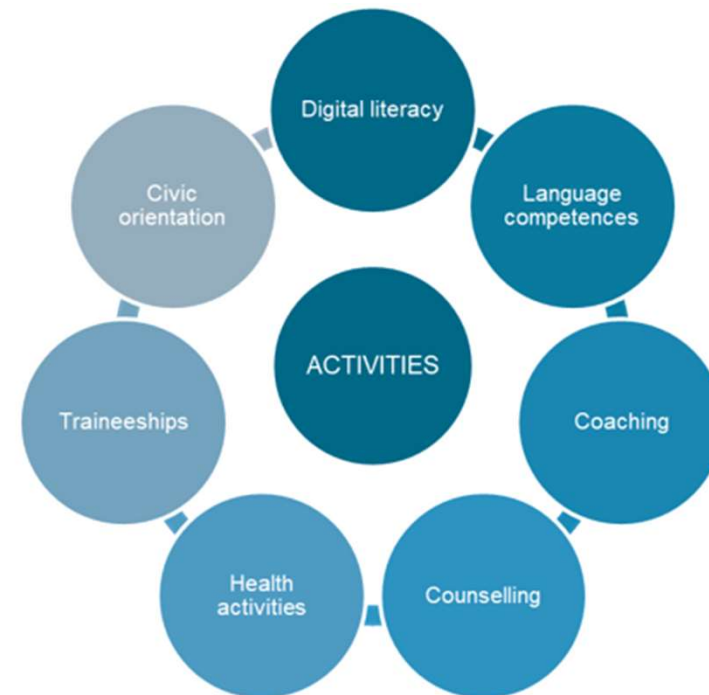 Digital literacy
Language
competences
Coaching
Counselling
Health
activities
Traineeships
Civic
orientation
ACTIVITIES